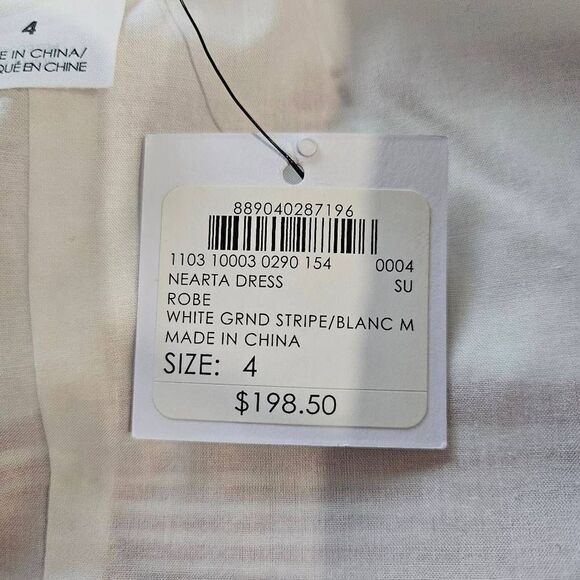 4
E IN CHINA/
QUÉ EN CHINE
889040287196
1103 10003 0290 154 0004
NEARTA DRESS SU
ROBE
WHITE GRND STRIPE/BLANC M
MADE IN CHINA
SIZE: 4
$198.50